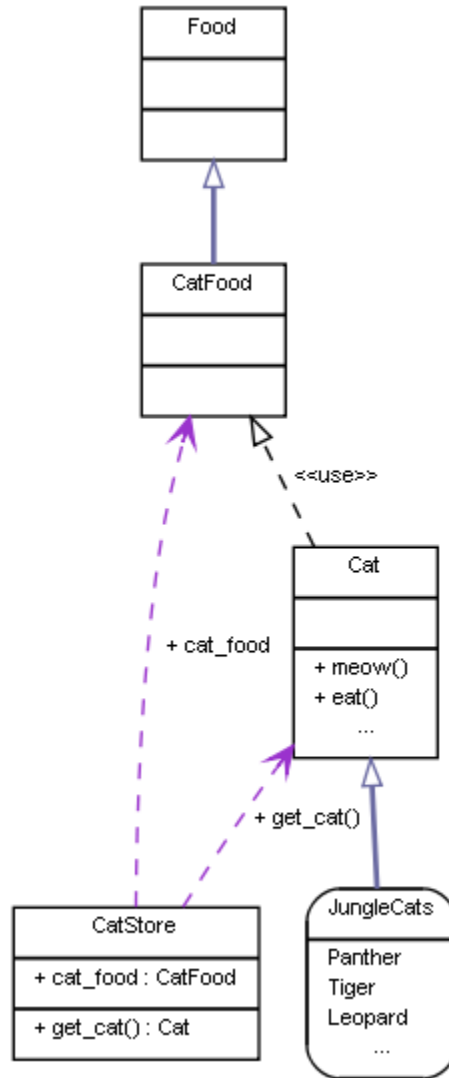 Food
CatFood
<<use>>
Cat
+ cat_food
+ meow()
+ eat()
...
+ get_cat()
CatStore
+ cat_food : CatFood
+ get_cat() : Cat
JungleCats
Panther
Tiger
Leopard
...